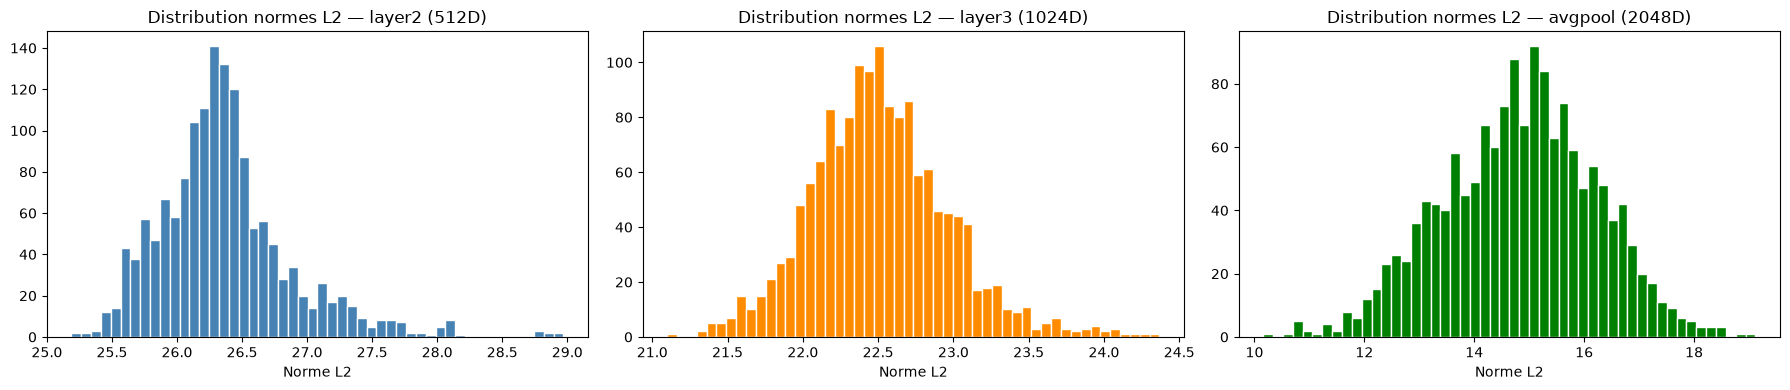 Distribution normes L2 — layer2 (512D)
140
120
100
80
60
40
20
0
25.0 25.5 26.0 26.5 27.0 27.5 28.0 28.5 29.0
Norme L2
Distribution normes L2 — layer3 (1024D)
100
80
60
40
20
0
21.0 21.5 22.0 22.5 23.0 23.5 24.0 24.5
Norme L2
Distribution normes L2 — avgpool (2048D)
80
60
40
20
0
10 12 14 16 18
Norme L2